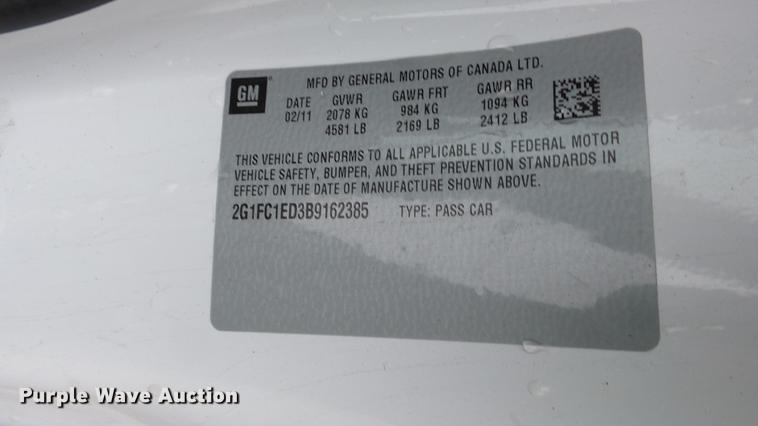 GM
MFD BY GENERAL MOTORS OF CANADA LTD.
DATE GVWR GAWR FRT GAWR RR
02/11 2078 KG 984 KG 1094 KG
4581 LB 2169 LB 2412 LB
THIS VEHICLE CONFORMS TO ALL APPLICABLE U.S. FEDERAL MOTOR
VEHICLE SAFETY, BUMPER, AND THEFT PREVENTION STANDARDS IN
EFFECT ON THE DATE OF MANUFACTURE SHOWN ABOVE.
2G1FC1ED3B9162385 TYPE: PASS CAR
Purple Wave Auction